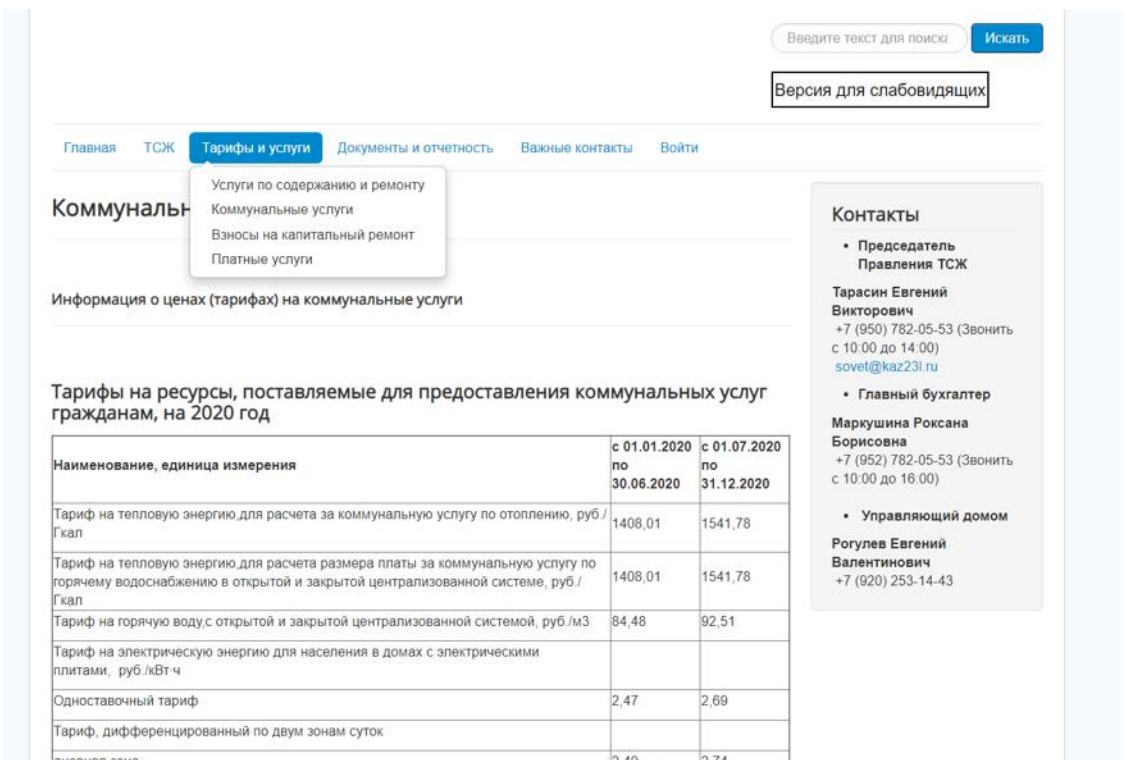 Введите текст для поиска
Искать
Версия для слабовидящих
Главная ТСЖ Тарифы и услуги Документы и отчетность Важные контакты Войти
Услуги по содержанию и ремонту
Коммунальные услуги
Взносы на капитальный ремонт
Платные услуги
Информация о ценах (тарифах) на коммунальные услуги
Тарифы на ресурсы, поставляемые для предоставления коммунальных услуг
гражданам, на 2020 год
Наименование, единица измерения
с 01.01.2020
по
30.06.2020
с 01.07.2020
по
31.12.2020
Тариф на тепловую энергию,для расчета за коммунальную услугу по отоплению, руб./
Гкал
1408,01 1541,78
Тариф на тепловую энергию,для расчета размера платы за коммунальную услугу по
горячему водоснабжению в открытой и закрытой централизованной системе, руб./
Гкал
1408,01 1541,78
Тариф на горячую воду,с открытой и закрытой централизованной системой, руб./м3 84,48 92,51
Тариф на электрическую энергию для населения в домах с электрическими
плитами, руб./кВт·ч
Одноставочный тариф 2,47 2,69
Тариф, дифференцированный по двум зонам суток
Контакты
• Председатель
Правления ТСЖ
Тарасин Евгений
Викторович
+7 (950) 782-05-53 (Звонить
с 10:00 до 14:00)
sovet@kaz23l.ru
• Главный бухгалтер
Маркушина Роксана
Борисовна
+7 (952) 782-05-53 (Звонить
с 10:00 до 16:00)
• Управляющий домом
Рогулев Евгений
Валентинович
+7 (920) 253-14-43